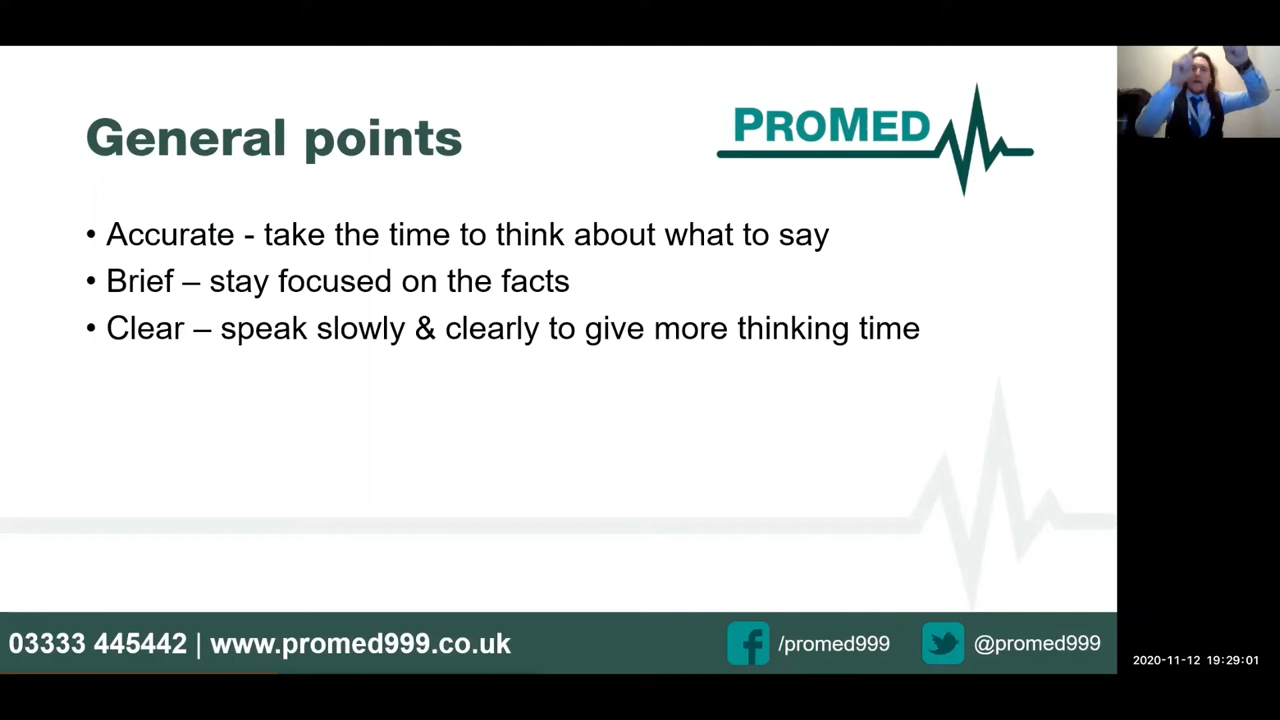 General points
PROMED
• Accurate - take the time to think about what to say
• Brief – stay focused on the facts
• Clear – speak slowly & clearly to give more thinking time
03333 445442 | www.promed999.co.uk
/promed999
@promed999
2020-11-12 19:29:01